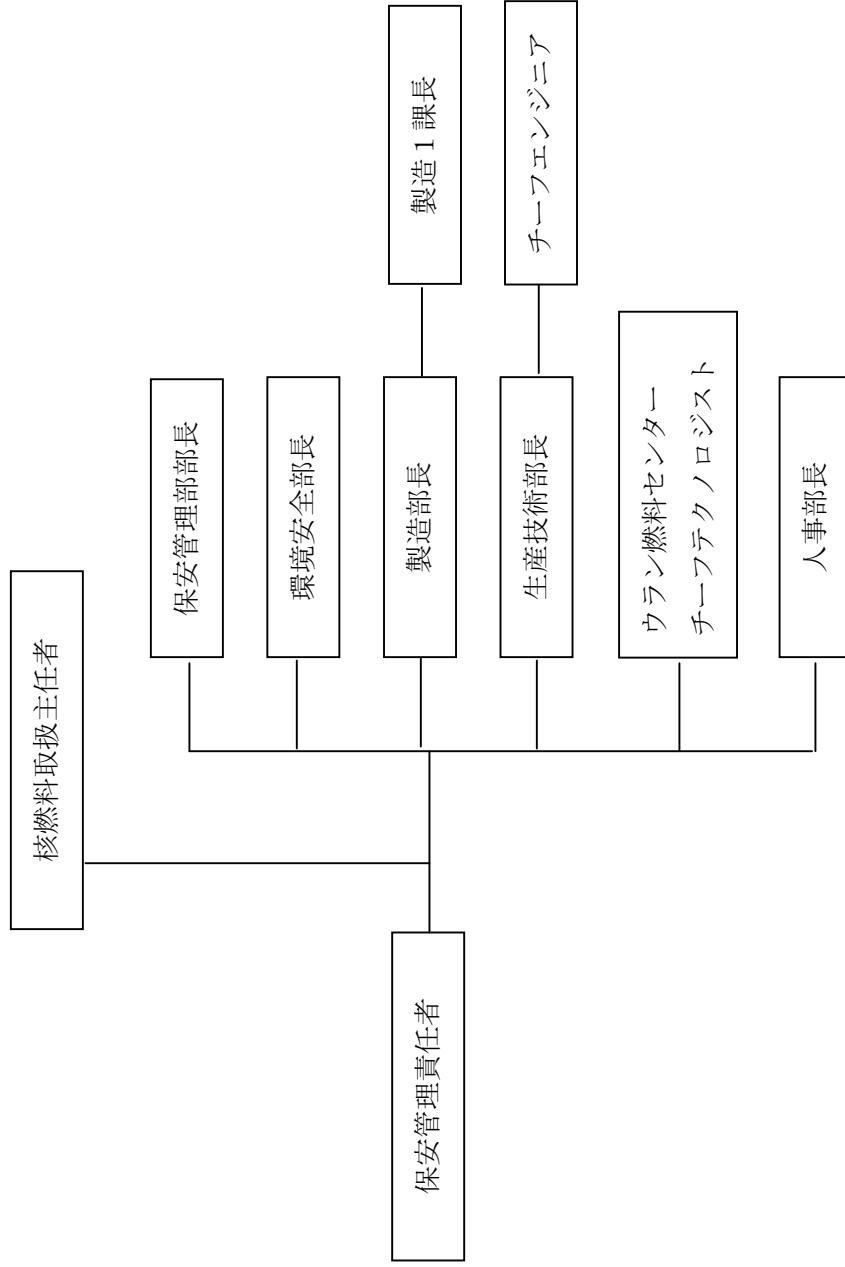 核燃料取扱主任者
保安管理責任者
保安管理部部長
環境安全部長
製造部長
製造1課長
生産技術部長
チーフエンジニア
ウラン燃料センター
チーフテクノロジスト
人事部長